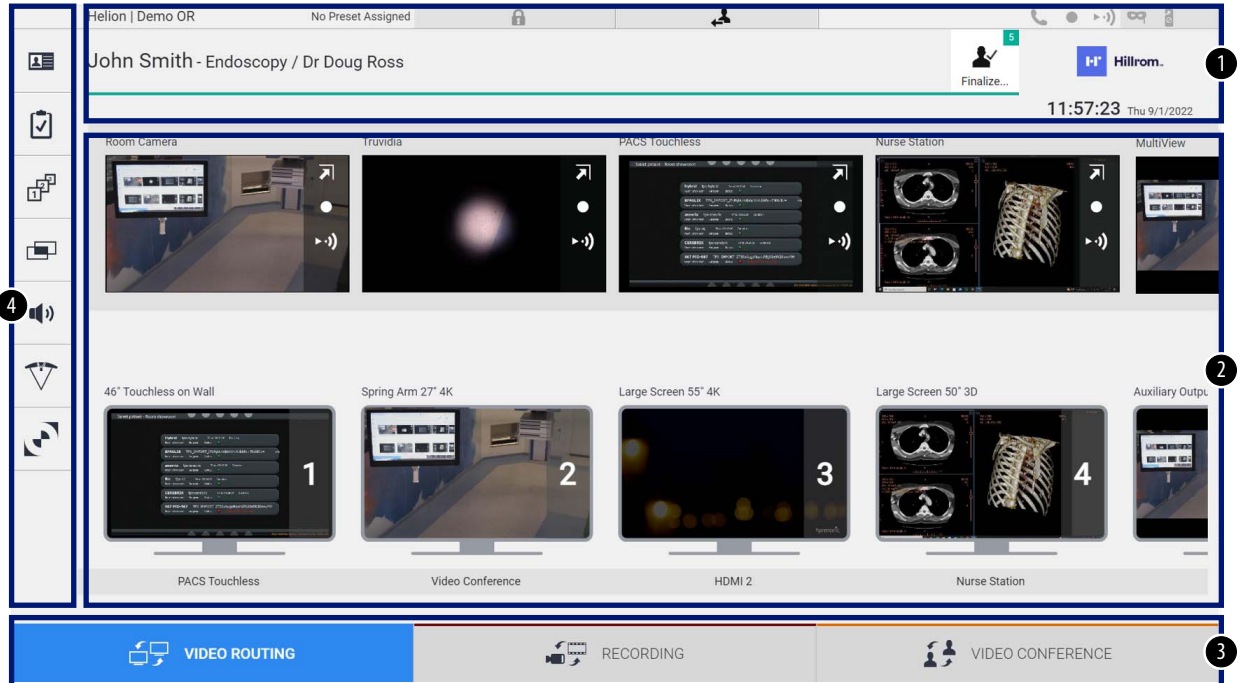 Helion | Demo OR No Preset Assigned
John Smith - Endoscopy / Dr Doug Ross
5
Finalize...
H-r Hillrom™
1
11:57:23 Thu 9/1/2022
Room Camera Truvidia PACS Touchless Nurse Station MultiView
4
2
46" Touchless on Wall Spring Arm 27" 4K Large Screen 55" 4K Large Screen 50" 3D Auxiliary Outpu
1 2 3 4
PACS Touchless Video Conference HDMI 2 Nurse Station
VIDEO ROUTING RECORDING VIDEO CONFERENCE
3